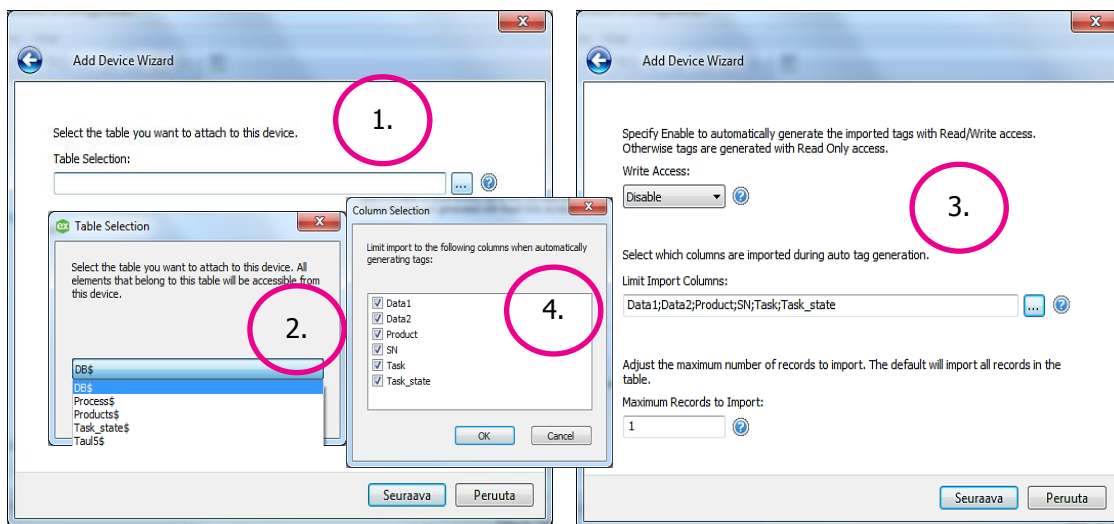 Add Device Wizard
Select the table you want to attach to this device.
Table Selection:
...
1.
Table Selection
Select the table you want to attach to this device. All
elements that belong to this table will be accessible from
this device.
2.
DB$
DB$
Process$
Products$
Task_state$
Taul5$
Column Selection
Limit import to the following columns when automatically
generating tags:
Data1
Data2
Product
SN
Task
Task_state
4.
OK
Cancel
Seuraava
Peruuta
Add Device Wizard
Specify Enable to automatically generate the imported tags with Read/Write access.
Otherwise tags are generated with Read Only access.
Write Access:
Disable
3.
Select which columns are imported during auto tag generation.
Limit Import Columns:
Data1;Data2;Product;SN;Task;Task_state
...
Adjust the maximum number of records to import. The default will import all records in the
table.
Maximum Records to Import:
1
Seuraava
Peruuta